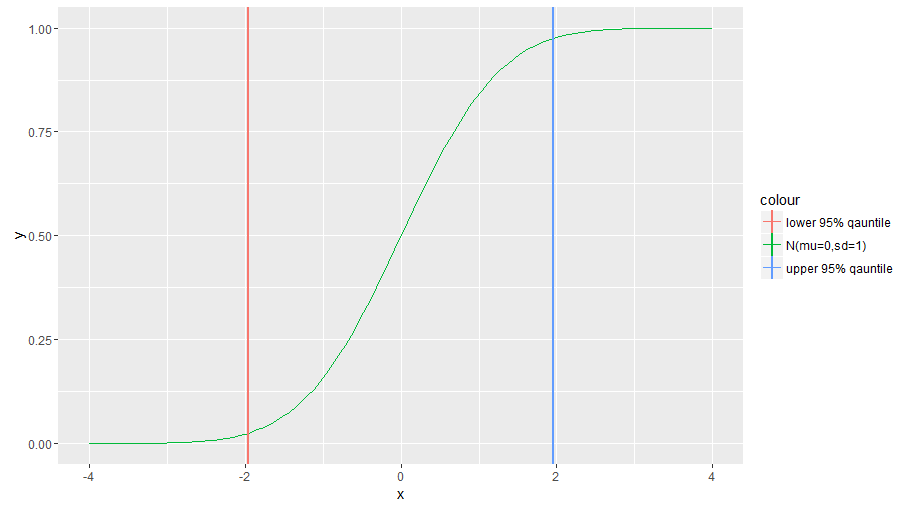 1.00
0.75
0.50
0.25
0.00
y
-4
-2
0
2
4
x
colour
lower 95% qauntile
N(mu=0,sd=1)
upper 95% qauntile